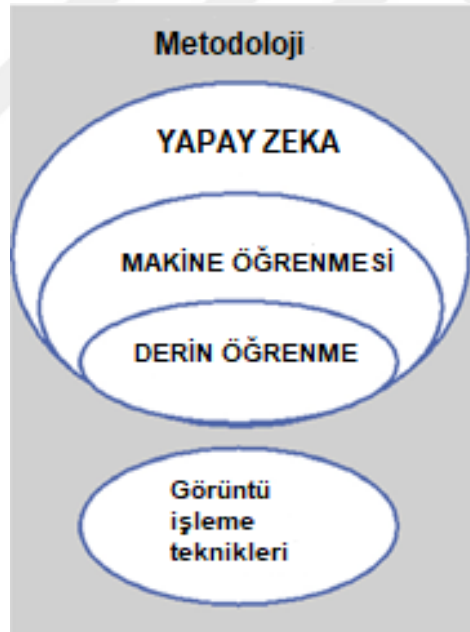 Metodoloji
YAPAY ZEKA
MAKİNE ÖĞRENMESİ
DERİN ÖĞRENME
Görüntü
işleme
teknikleri